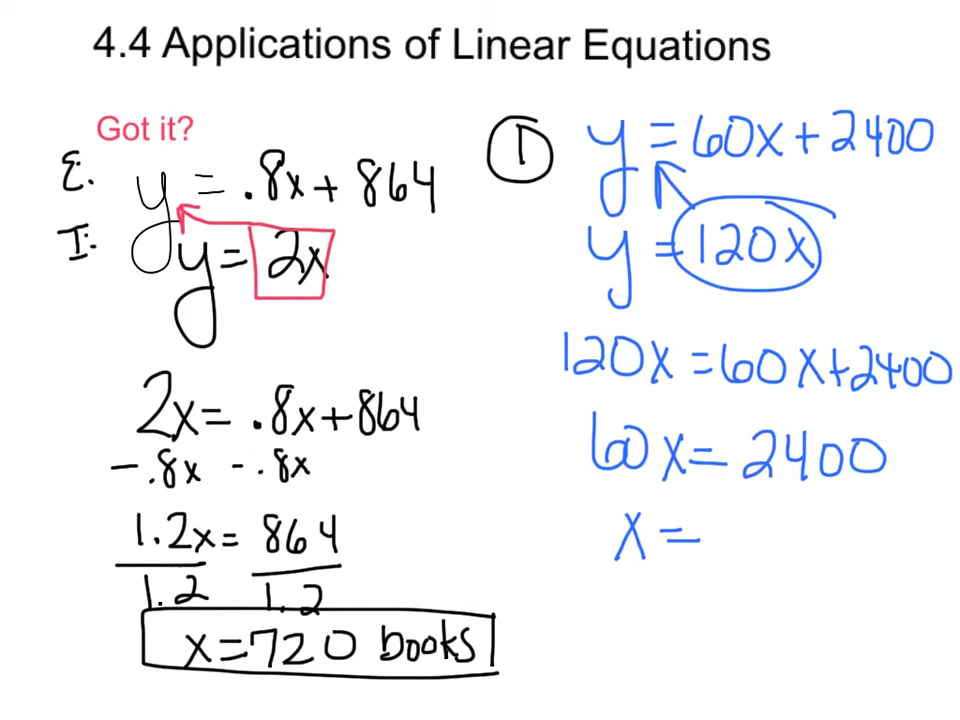 4.4 Applications of Linear Equations
Got it?
E: y = .8x + 864
I: y = 2x
2x = .8x + 864
-.8x -.8x
1.2x = 864
1.2 1.2
x = 720 books
① y = 60x + 2400
y = 120x
120x = 60x + 2400
60x = 2400
x =